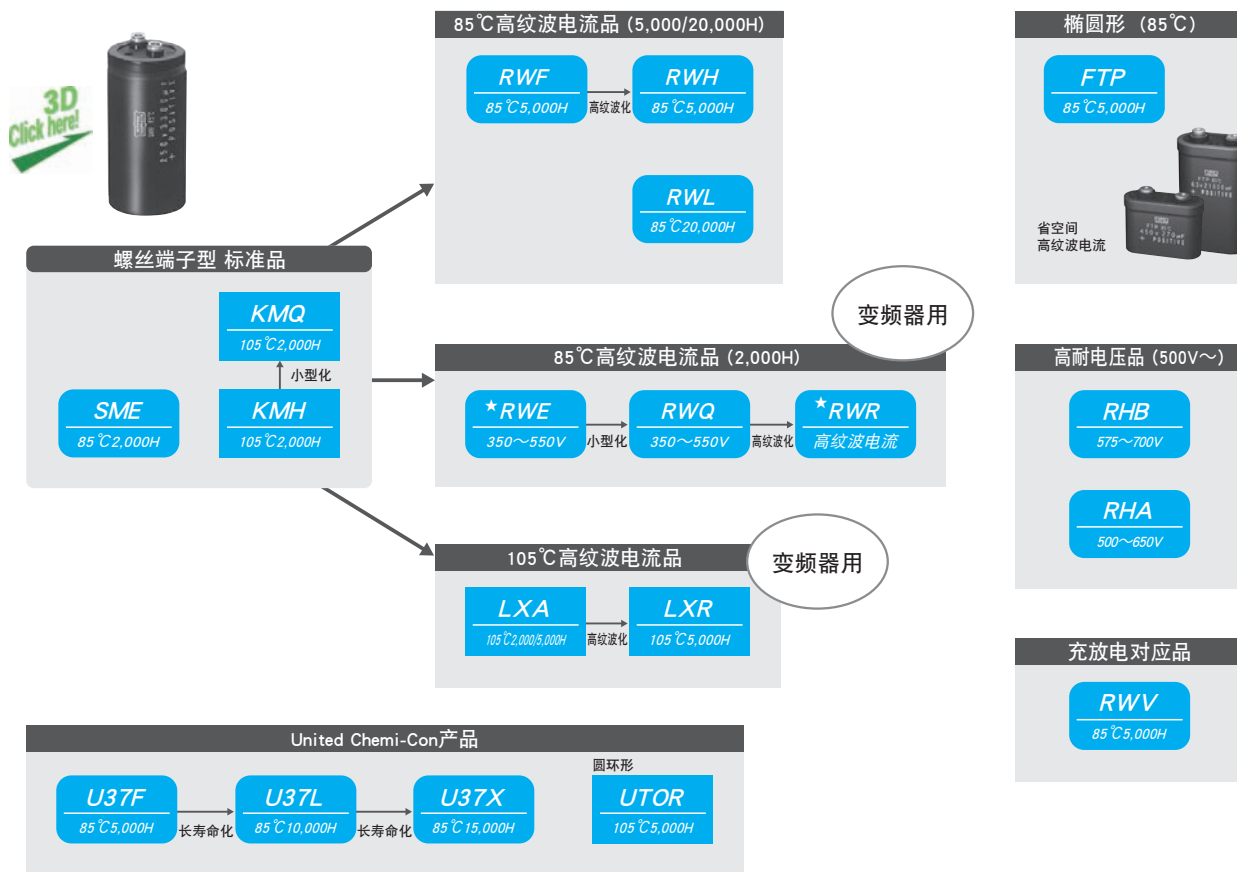 3D
Click here!
85℃高纹波电流品 (5,000/20,000H)
RWF
85℃5,000H
高纹波化
RWH
85℃5,000H
RWL
85℃20,000H
椭圆形 (85℃)
FTP
85℃5,000H
省空间
高纹波电流
螺丝端子型 标准品
KMQ
105℃2,000H
小型化
SME
85℃2,000H
KMH
105℃2,000H
变频器用
85℃高纹波电流品 (2,000H)
★RWE
350～550V
小型化
RWQ
350～550V
高纹波化
★RWR
高纹波电流
高耐电压品 (500V～)
RHB
575～700V
RHA
500～650V
变频器用
105℃高纹波电流品
LXA
105℃2,000/5,000H
高纹波化
LXR
105℃5,000H
充放电对应品
RWV
85℃5,000H
United Chemi-Con产品
U37F
85℃5,000H
长寿命化
U37L
85℃10,000H
长寿命化
U37X
85℃15,000H
圆环形
UTOR
105℃5,000H